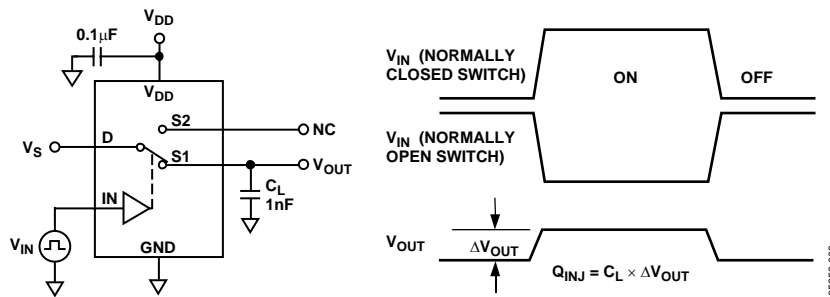 V_DD
0.1μF
V_DD
S2
NC
V_S
D
S1
V_OUT
C_L
1nF
IN
V_IN
GND
V_IN (NORMALLY
CLOSED SWITCH)
ON
OFF
V_IN (NORMALLY
OPEN SWITCH)
V_OUT
ΔV_OUT
Q_INJ = C_L × ΔV_OUT